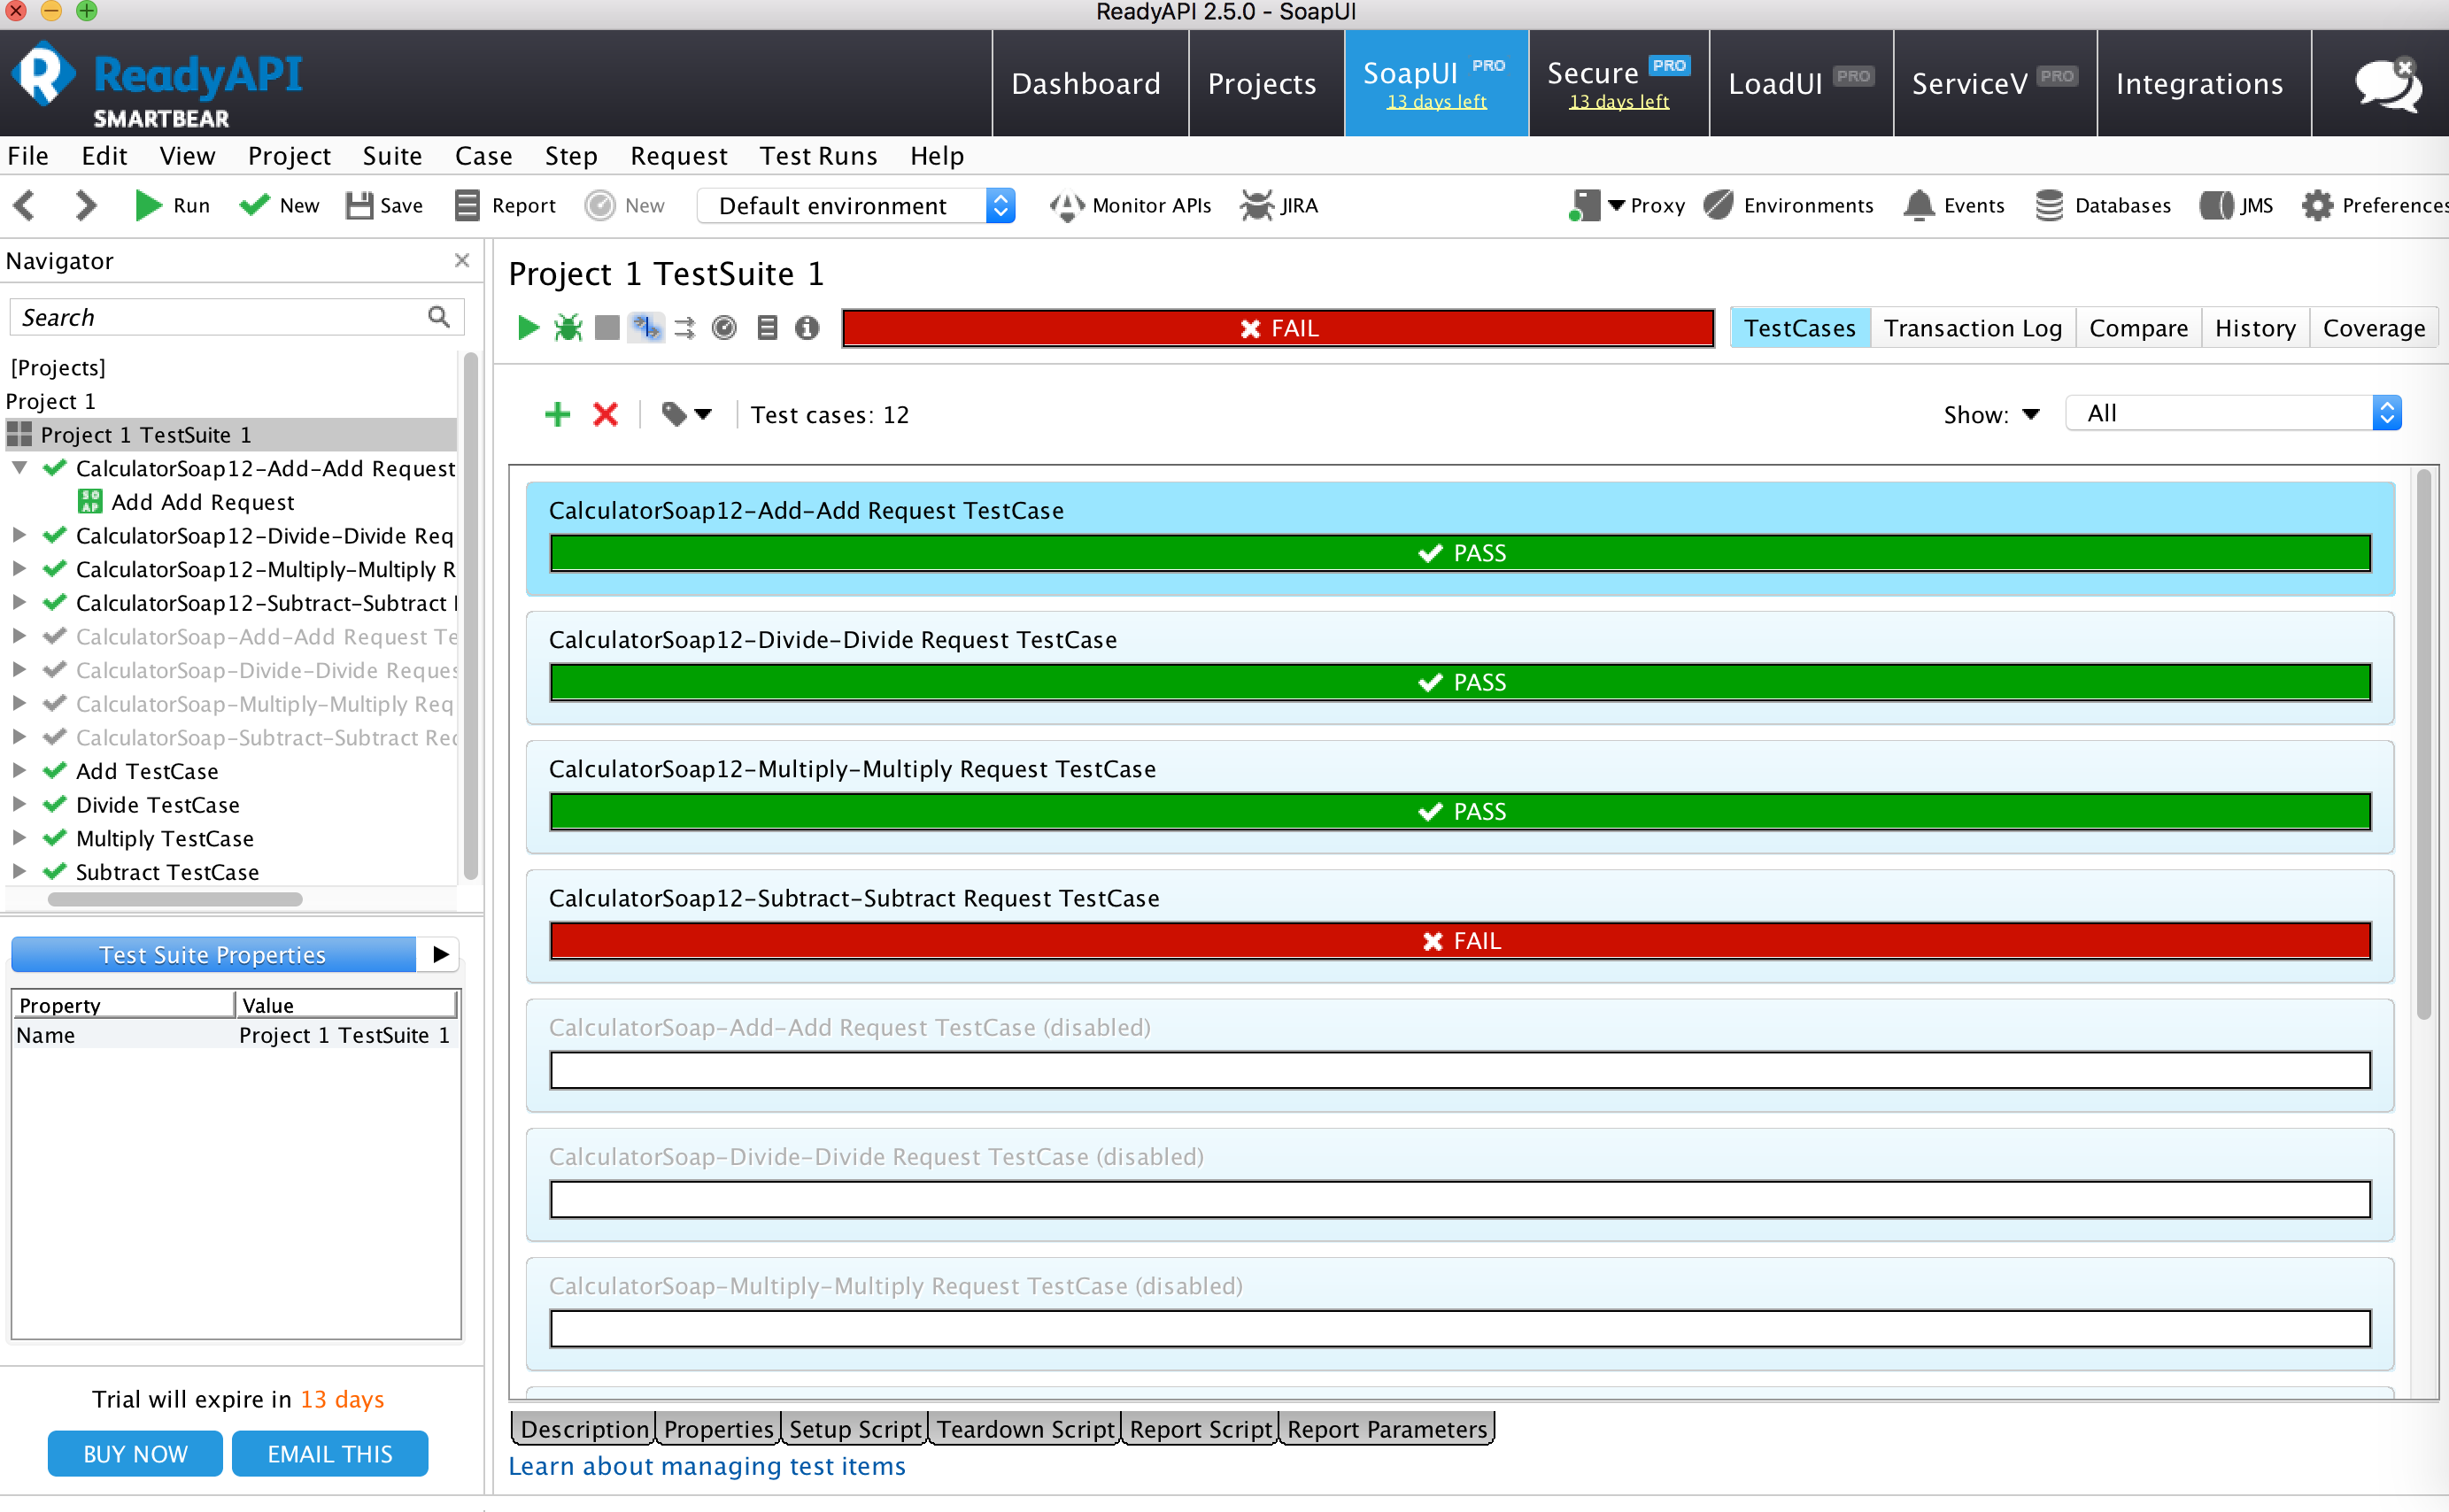 ReadyAPI 2.5.0 - SoapUI
ReadyAPI
SMARTBEAR
Dashboard
Projects
SoapUI PRO
13 days left
Secure PRO
13 days left
LoadUI PRO
ServiceV PRO
Integrations
File Edit View Project Suite Case Step Request Test Runs Help
Run New Save Report New Default environment Monitor APIs JIRA Proxy Environments Events Databases JMS Preferences
Navigator
Search
[Projects]
Project 1
Project 1 TestSuite 1
CalculatorSoap12-Add-Add Request
SO
AP
Add Add Request
CalculatorSoap12-Divide-Divide Req
CalculatorSoap12-Multiply-Multiply R
CalculatorSoap12-Subtract-Subtract
CalculatorSoap-Add-Add Request Te
CalculatorSoap-Divide-Divide Reques
CalculatorSoap-Multiply-Multiply Req
CalculatorSoap-Subtract-Subtract Rec
Add TestCase
Divide TestCase
Multiply TestCase
Subtract TestCase
Test Suite Properties
Property Value
Name Project 1 TestSuite 1
Trial will expire in 13 days
BUY NOW EMAIL THIS
Project 1 TestSuite 1
FAIL
TestCases Transaction Log Compare History Coverage
Test cases: 12
Show: All
CalculatorSoap12-Add-Add Request TestCase
PASS
CalculatorSoap12-Divide-Divide Request TestCase
PASS
CalculatorSoap12-Multiply-Multiply Request TestCase
PASS
CalculatorSoap12-Subtract-Subtract Request TestCase
FAIL
CalculatorSoap-Add-Add Request TestCase (disabled)
CalculatorSoap-Divide-Divide Request TestCase (disabled)
CalculatorSoap-Multiply-Multiply Request TestCase (disabled)
Description Properties Setup Script Teardown Script Report Script Report Parameters
Learn about managing test items